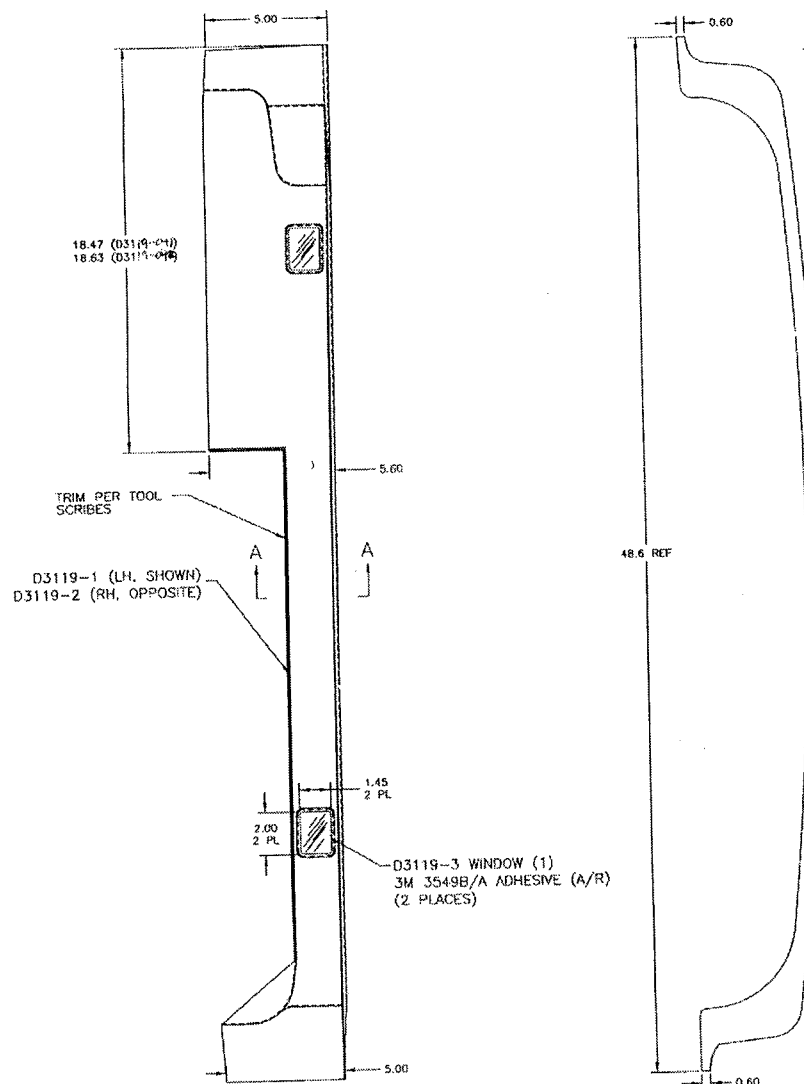 5.00
0.60
18.47 (D3119-041)
18.63 (D3119-
5.60
TRIM PER TOOL
SCRIBES
A
A
48.6 REF
D3119-1 (LH, SHOWN)
D3119-2 (RH, OPPOSITE)
1.45
2 PL
2.00
2 PL
D3119-3 WINDOW (1)
3M 3549B/A ADHESIVE (A/R)
(2 PLACES)
5.00
0.60